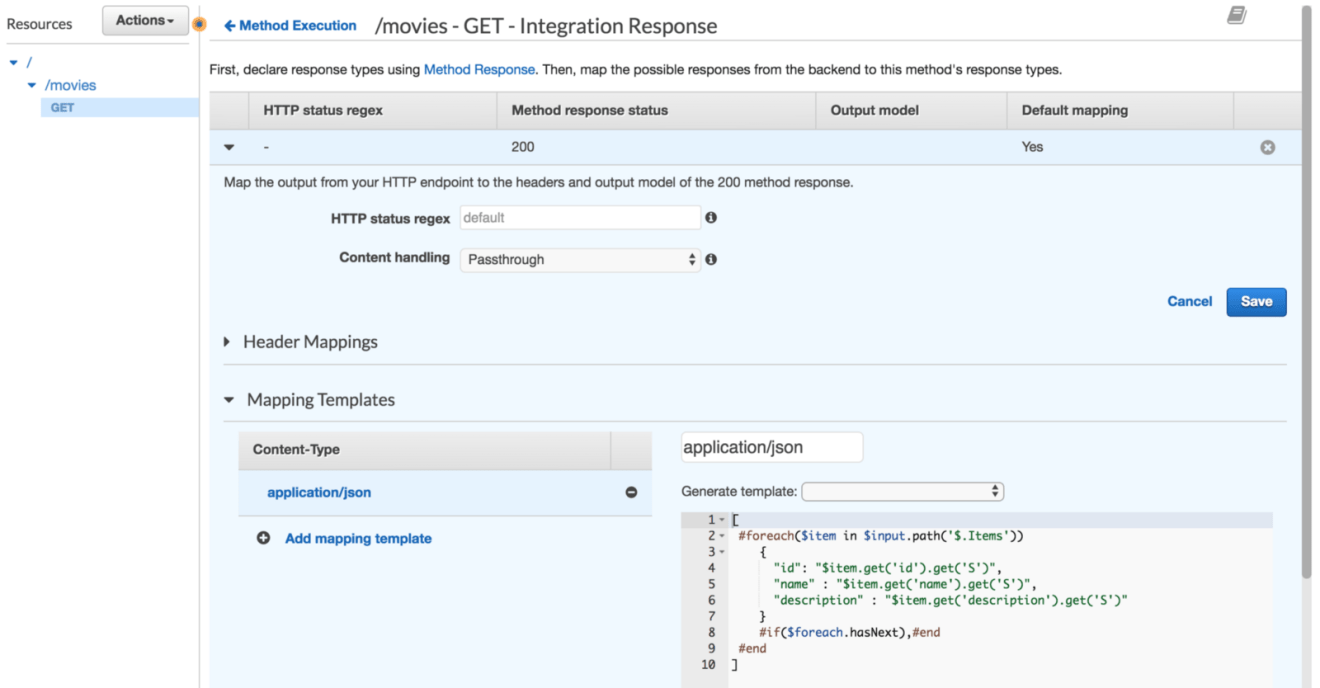 Resources
Actions
Method Execution /movies - GET - Integration Response
/
/movies
GET
First, declare response types using Method Response. Then, map the possible responses from the backend to this method's response types.
HTTP status regex Method response status Output model Default mapping
- 200 Yes
Map the output from your HTTP endpoint to the headers and output model of the 200 method response.
HTTP status regex default
Content handling Passthrough
Cancel Save
Header Mappings
Mapping Templates
Content-Type
application/json
Add mapping template
application/json
Generate template:
1 [
2 #foreach($item in $input.path('$.Items'))
3 {
4 "id": "$item.get('id').get('S')",
5 "name" : "$item.get('name').get('S')",
6 "description" : "$item.get('description').get('S')"
7 }
8 #if($foreach.hasNext),#end
9 #end
10 ]